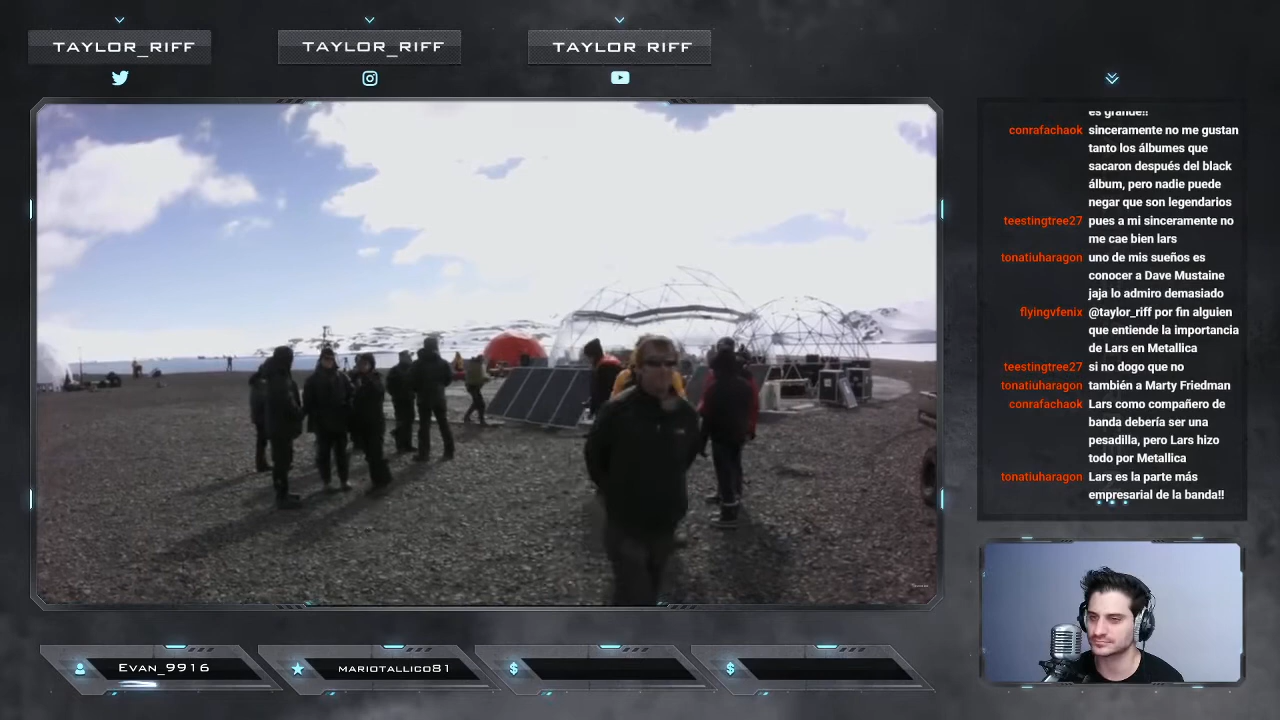 TAYLOR_RIFF
TAYLOR_RIFF
TAYLOR RIFF
es grande!!
conrafachaok sinceramente no me gustan
tanto los álbumes que
sacaron después del black
álbum, pero nadie puede
negar que son legendarios
teestingtree27 pues a mi sinceramente no
me cae bien lars
tonatiuharagon uno de mis sueños es
conocer a Dave Mustaine
jaja lo admiro demasiado
flyingvfenix @taylor_riff por fin alguien
que entiende la importancia
de Lars en Metallica
teestingtree27 si no dogo que no
tonatiuharagon también a Marty Friedman
conrafachaok Lars como compañero de
banda debería ser una
pesadilla, pero Lars hizo
todo por Metallica
tonatiuharagon Lars es la parte más
empresarial de la banda!!
Evan_9916
mariotallico81
$
$